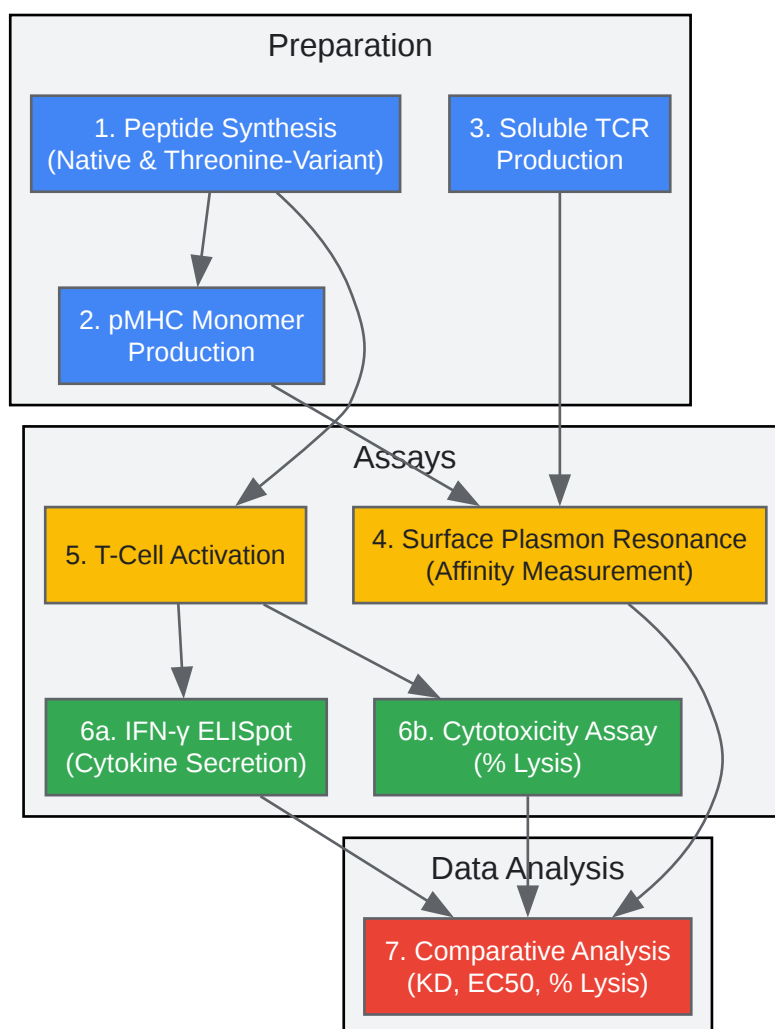 Preparation
1. Peptide Synthesis
(Native & Threonine-Variant)
3. Soluble TCR
Production
2. pMHC Monomer
Production
Assays
5. T-Cell Activation
4. Surface Plasmon Resonance
(Affinity Measurement)
6a. IFN-γ ELISpot
(Cytokine Secretion)
6b. Cytotoxicity Assay
(% Lysis)
Data Analysis
7. Comparative Analysis
(KD, EC50, % Lysis)